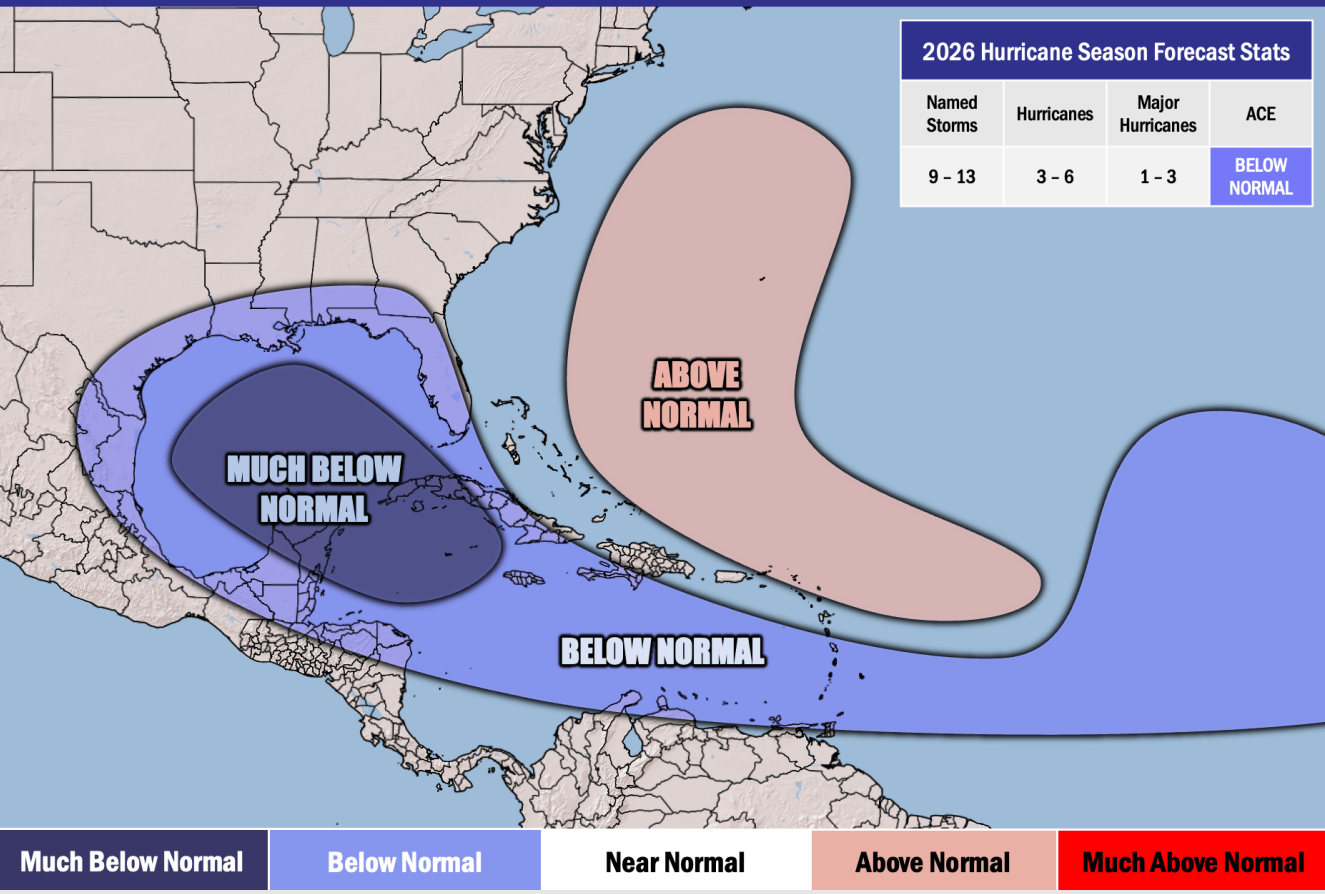 2026 Hurricane Season Forecast Stats
Named
Storms
Hurricanes
Major
Hurricanes
ACE
9 – 13
3 – 6
1 – 3
BELOW
NORMAL
ABOVE
NORMAL
MUCH BELOW
NORMAL
BELOW NORMAL
Much Below Normal
Below Normal
Near Normal
Above Normal
Much Above Normal